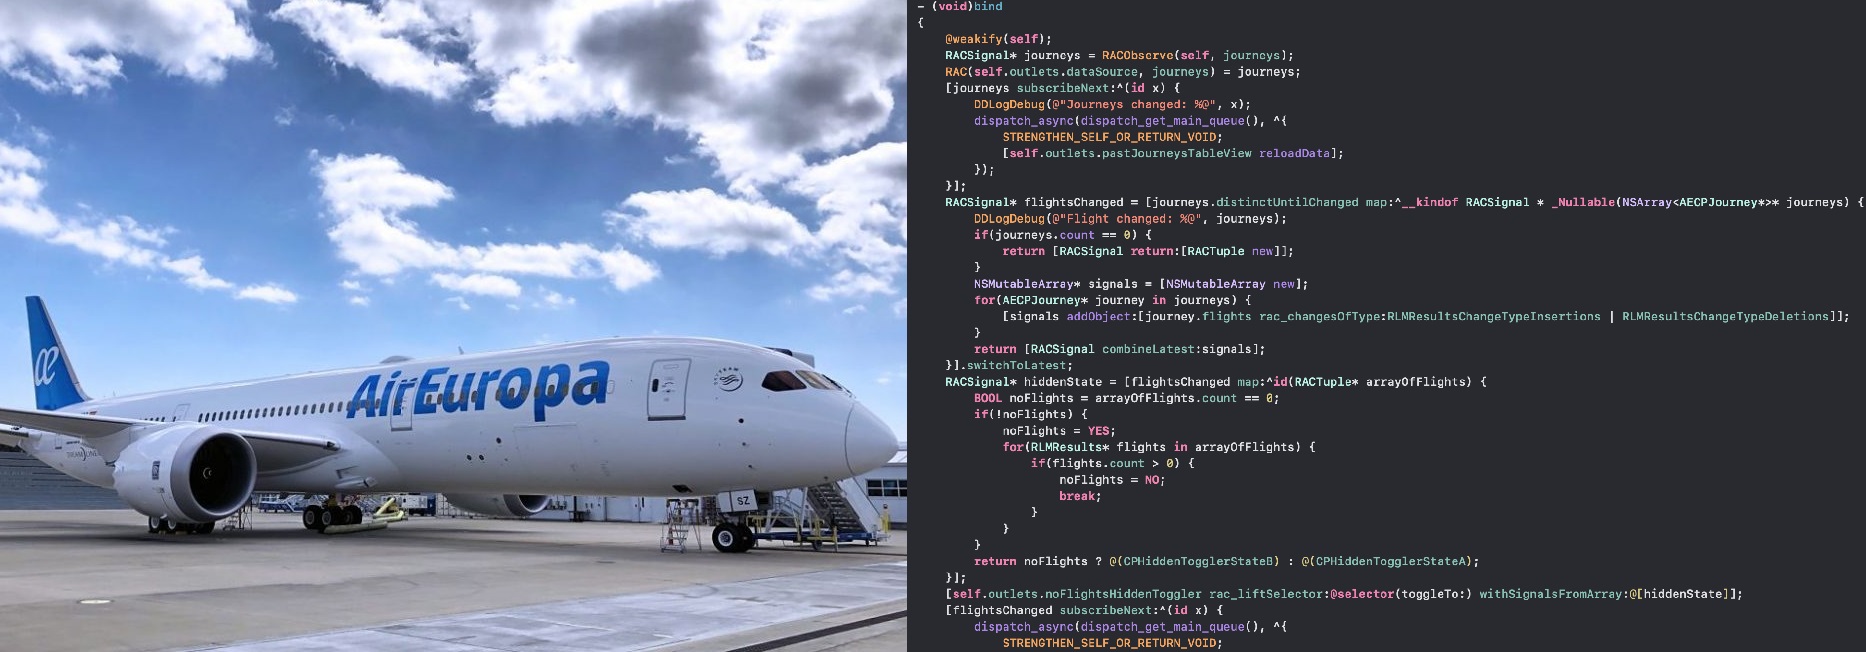 AirEuropa
æ
SKYTEAM
SZ
- (void)bind
{
    @weakify(self);
    RACSignal* journeys = RACObserve(self, journeys);
    RAC(self.outlets.dataSource, journeys) = journeys;
    [journeys subscribeNext:^(id x) {
        DDLogDebug(@"Journeys changed: %@", x);
        dispatch_async(dispatch_get_main_queue(), ^{
            STRENGTHEN_SELF_OR_RETURN_VOID;
            [self.outlets.pastJourneysTableView reloadData];
        });
    }];
    RACSignal* flightsChanged = [journeys.distinctUntilChanged map:^__kindof RACSignal * _Nullable(NSArray<AECPJourney*>* journeys) {
        DDLogDebug(@"Flight changed: %@", journeys);
        if(journeys.count == 0) {
            return [RACSignal return:[RACTuple new]];
        }
        NSMutableArray* signals = [NSMutableArray new];
        for(AECPJourney* journey in journeys) {
            [signals addObject:[journey.flights rac_changesOfType:RLMResultsChangeTypeInsertions | RLMResultsChangeTypeDeletions]];
        }
        return [RACSignal combineLatest:signals];
    }].switchToLatest;
    RACSignal* hiddenState = [flightsChanged map:^id(RACTuple* arrayOfFlights) {
        BOOL noFlights = arrayOfFlights.count == 0;
        if(!noFlights) {
            noFlights = YES;
            for(RLMResults* flights in arrayOfFlights) {
                if(flights.count > 0) {
                    noFlights = NO;
                    break;
                }
            }
        }
        return noFlights ? @(CPHiddenTogglerStateB) : @(CPHiddenTogglerStateA);
    }];
    [self.outlets.noFlightsHiddenToggler rac_liftSelector:@selector(toggleTo:) withSignalsFromArray:@[hiddenState]];
    [flightsChanged subscribeNext:^(id x) {
        dispatch_async(dispatch_get_main_queue(), ^{
            STRENGTHEN_SELF_OR_RETURN_VOID;